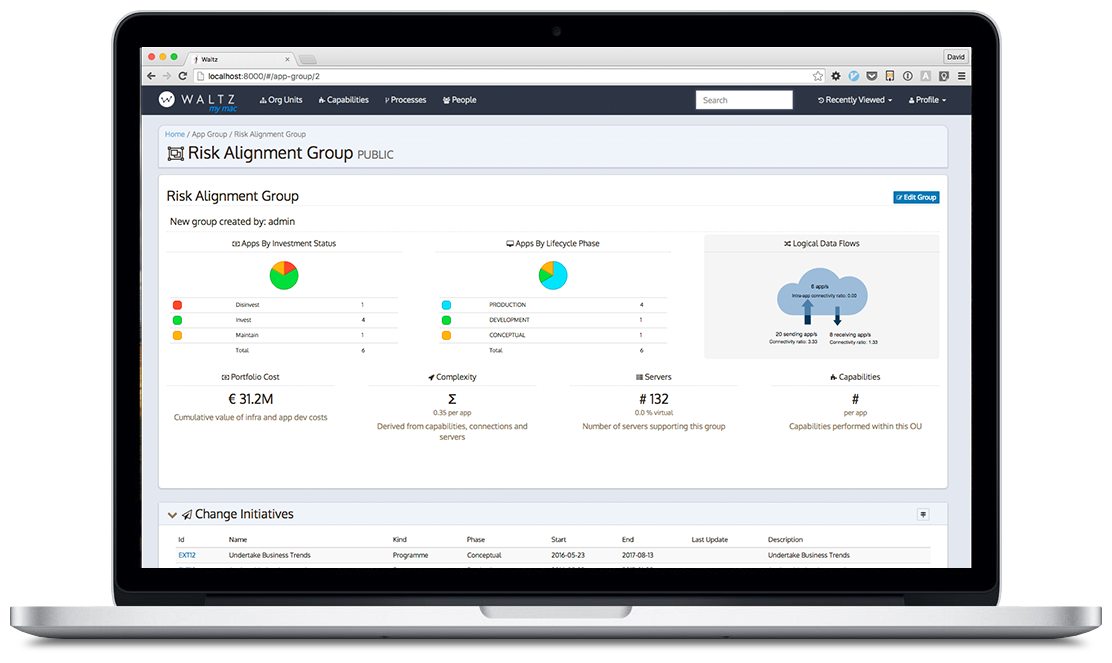 Waltz
David
localhost:8000/#/app-group/2
WALTZ
my mac
Org Units
Capabilities
Processes
People
Search
Recently Viewed
Profile
Home / App Group / Risk Alignment Group
Risk Alignment Group PUBLIC
Risk Alignment Group
Edit Group
New group created by: admin
Apps By Investment Status
Disinvest 1
Invest 4
Maintain 1
Total 6
Apps By Lifecycle Phase
PRODUCTION 4
DEVELOPMENT 1
CONCEPTUAL 1
Total 6
Logical Data Flows
6 app/s
Intra-app connectivity ratio: 0.00
20 sending app/s
Connectivity ratio: 3.33
8 receiving app/s
Connectivity ratio: 1.33
Portfolio Cost
€ 31.2M
Cumulative value of infra and app dev costs
Complexity
Σ
0.35 per app
Derived from capabilities, connections and
servers
Servers
# 132
0.0 % virtual
Number of servers supporting this group
Capabilities
#
per app
Capabilities performed within this OU
Change Initiatives
Id Name Kind Phase Start End Last Update Description
EXT12 Undertake Business Trends Programme Conceptual 2016-05-23 2017-08-13 Undertake Business Trends